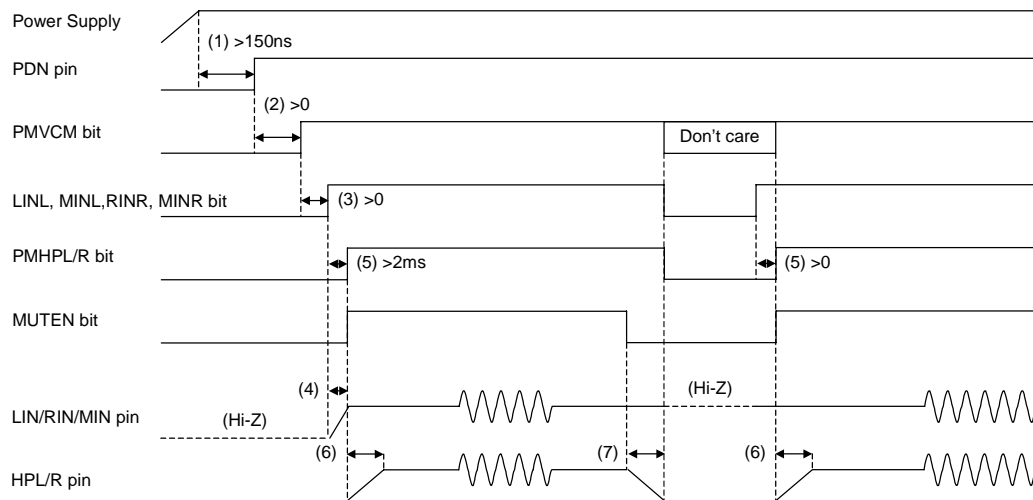 Power Supply
(1) >150ns
PDN pin
(2) >0
PMVCM bit
Don't care
LINL, MINL,RINR, MINR bit
(3) >0
PMHPL/R bit
(5) >2ms
(5) >0
MUTEN bit
(4)
(Hi-Z)
(Hi-Z)
LIN/RIN/MIN pin
(6)
(7)
(6)
HPL/R pin